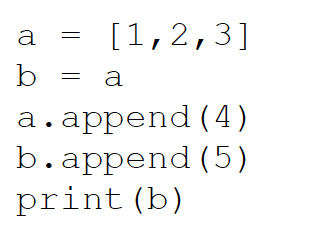 a = [1,2,3]
b = a
a.append(4)
b.append(5)
print(b)